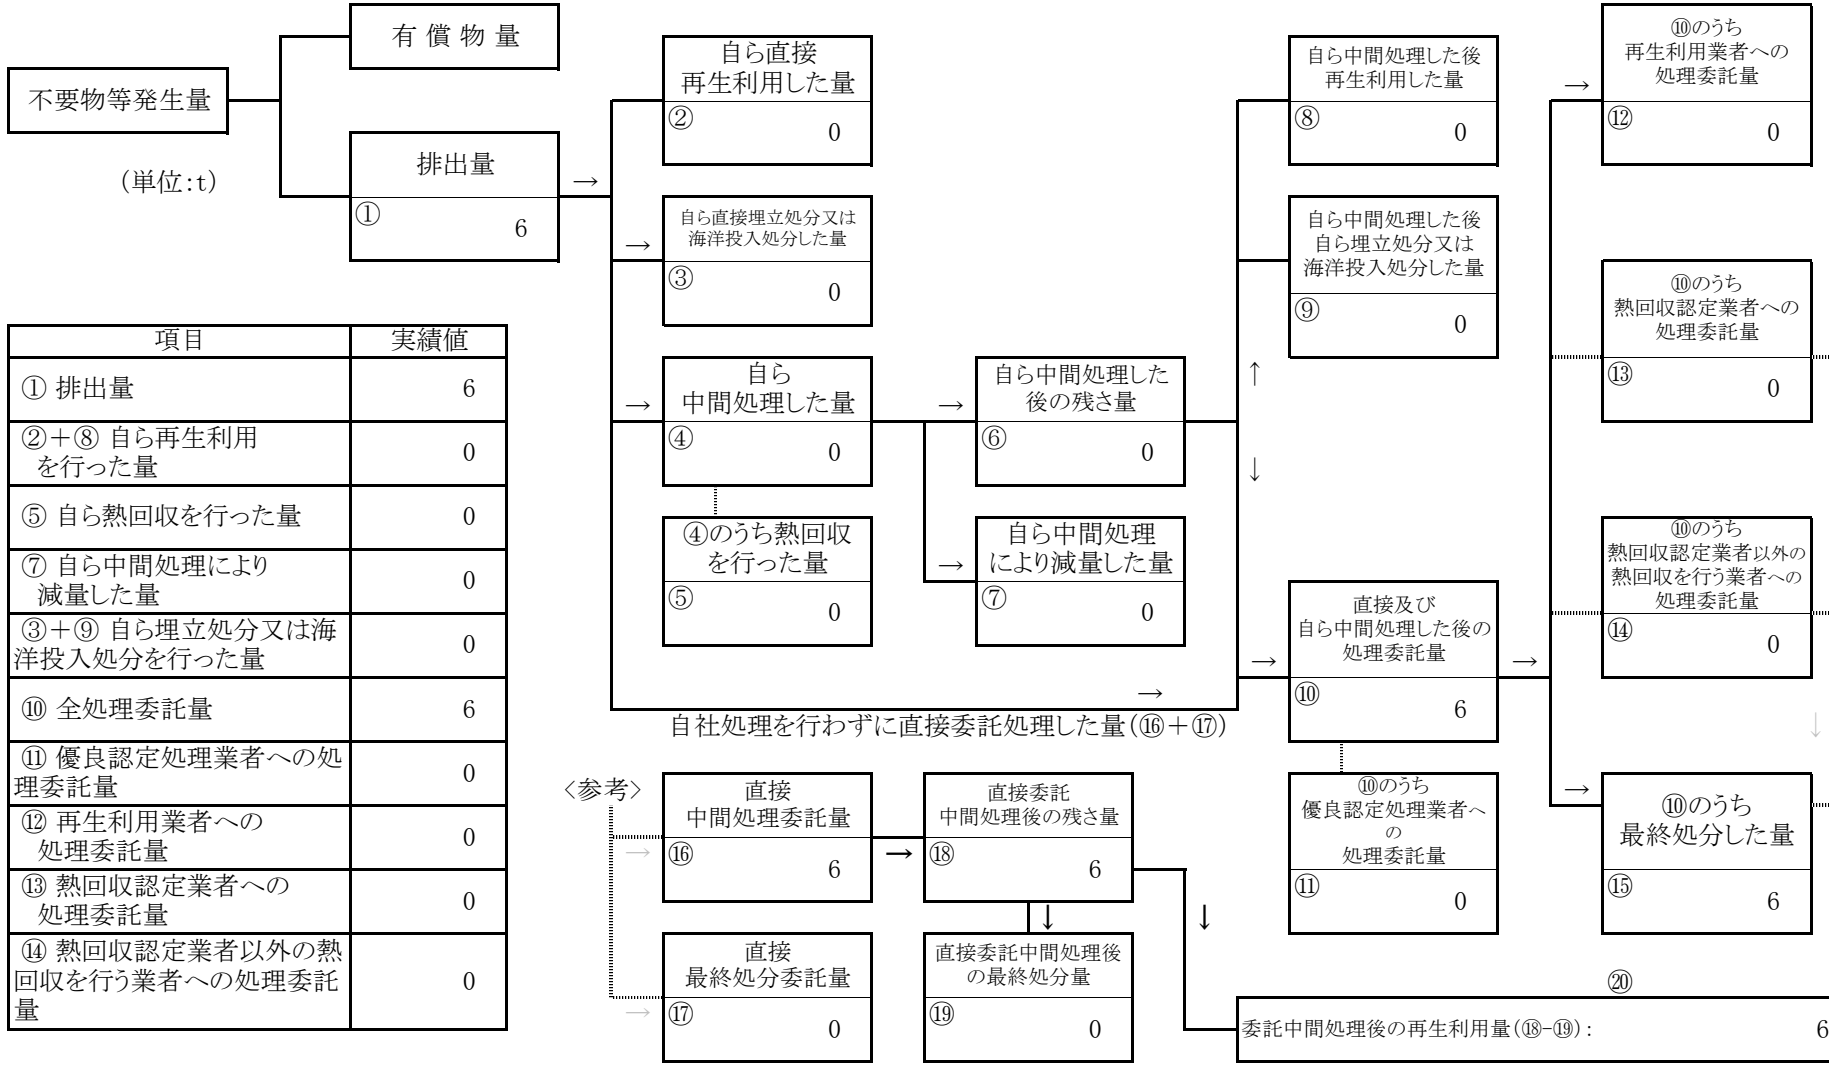 有 償 物 量
不要物等発生量
(単位:t)
排出量
①
6
→
自ら直接
再生利用した量
②
0
→
自ら直接埋立処分又は
海洋投入処分した量
③
0
→
自ら
中間処理した量
④
0
④のうち熱回収
を行った量
⑤
0
→
自ら中間処理した
後の残さ量
⑥
0
→
自ら中間処理
により減量した量
⑦
0
自ら中間処理した後
再生利用した量
⑧
0
自ら中間処理した後
自ら埋立処分又は
海洋投入処分した量
⑨
0
↑
↓
→
自社処理を行わずに直接委託処理した量(⑯+⑰)
→
直接及び
自ら中間処理した後の
処理委託量
⑩
6
→
⑩のうち
優良認定処理業者へ
の
処理委託量
⑪
0
→
⑩のうち
再生利用業者への
処理委託量
⑫
0
⑩のうち
熱回収認定業者への
処理委託量
⑬
0
⑩のうち
熱回収認定業者以外の
熱回収を行う業者への
処理委託量
⑭
0
↓
→
⑩のうち
最終処分した量
⑮
6
項目 実績値
① 排出量 6
②+⑧ 自ら再生利用
を行った量 0
⑤ 自ら熱回収を行った量 0
⑦ 自ら中間処理により
減量した量 0
③+⑨ 自ら埋立処分又は海
洋投入処分を行った量 0
⑩ 全処理委託量 6
⑪ 優良認定処理業者への処
理委託量 0
⑫ 再生利用業者への
処理委託量 0
⑬ 熱回収認定業者への
処理委託量 0
⑭ 熱回収認定業者以外の熱
回収を行う業者への処理委託
量 0
<参考>
→
直接
中間処理委託量
⑯
6
→
直接委託
中間処理後の残さ量
⑱
6
↓
↓
→
直接
最終処分委託量
⑰
0
直接委託中間処理後
の最終処分量
⑲
0
⑳
委託中間処理後の再生利用量(⑱-⑲): 6